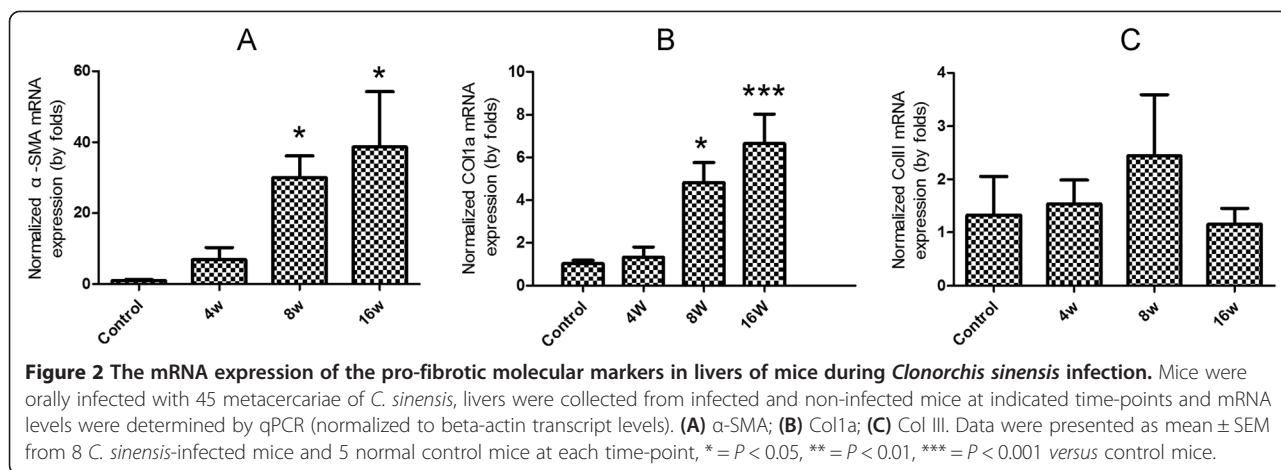 A
B
C
Normalized α -SMA mRNA
expression (by folds)
60
40
20
0
*
*
Control
4w
8w
16w
Normalized COl1a mRNA
expression (by folds)
10
8
6
4
2
0
*
***
Control
4W
8W
16W
Normalized ColII mRNA
expression (by folds)
4
3
2
1
0
Control
4w
8w
16w
Figure 2 The mRNA expression of the pro-fibrotic molecular markers in livers of mice during Clonorchis sinensis infection. Mice were
orally infected with 45 metacercariae of C. sinensis, livers were collected from infected and non-infected mice at indicated time-points and mRNA
levels were determined by qPCR (normalized to beta-actin transcript levels). (A) α-SMA; (B) Col1a; (C) Col III. Data were presented as mean ± SEM
from 8 C. sinensis-infected mice and 5 normal control mice at each time-point, * = P < 0.05, ** = P < 0.01, *** = P < 0.001 versus control mice.